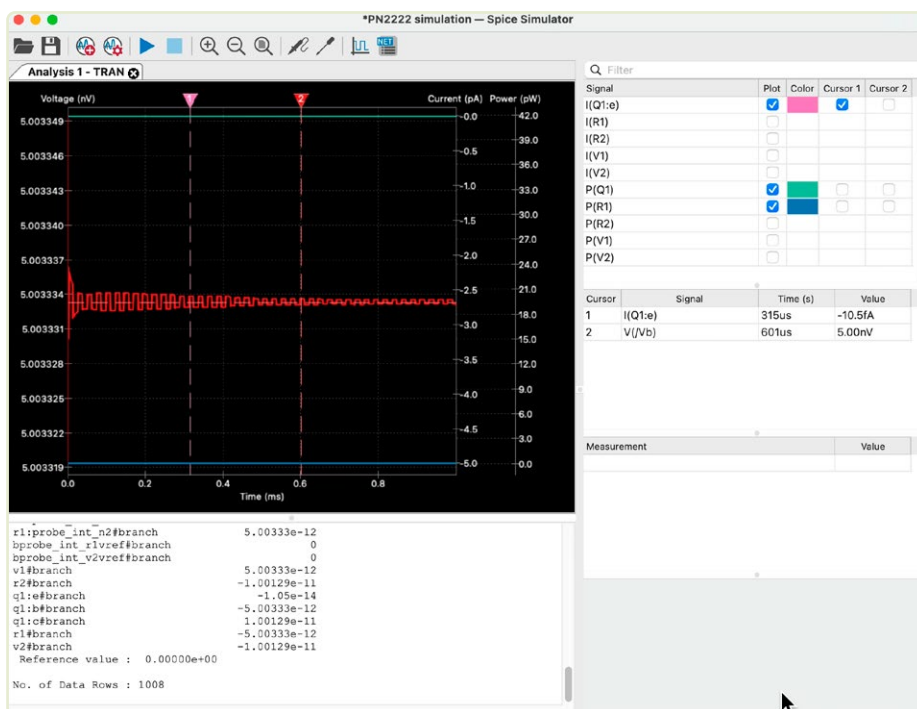 *PN2222 simulation — Spice Simulator
NET
Analysis 1 - TRAN
Filter
Voltage (nV)
1
2
Current (pA)
Power (pW)
5.003349
5.003346
5.003343
5.003340
5.003337
5.003334
5.003331
5.003328
5.003325
5.003322
5.003319
-0.0
-0.5
-1.0
-1.5
-2.0
-2.5
-3.0
-3.5
-4.0
-4.5
-5.0
42.0
39.0
36.0
33.0
30.0
27.0
24.0
21.0
18.0
15.0
12.0
9.0
6.0
3.0
0.0
0.0 0.2 0.4 0.6 0.8
Time (ms)
Signal Plot Color Cursor 1 Cursor 2
I(Q1:e)
I(R1)
I(R2)
I(V1)
I(V2)
P(Q1)
P(R1)
P(R2)
P(V1)
P(V2)
Cursor Signal Time (s) Value
1 I(Q1:e) 315us -10.5fA
2 V(/Vb) 601us 5.00nV
Measurement Value
r1:probe_int_n2#branch 5.00333e-12
bprobe_int_r1vref#branch 0
bprobe_int_v2vref#branch 0
v1#branch 5.00333e-12
r2#branch -1.00129e-11
q1:e#branch -1.05e-14
q1:b#branch -5.00333e-12
q1:c#branch 1.00129e-11
r1#branch -5.00333e-12
v2#branch -1.00129e-11
Reference value : 0.00000e+00
No. of Data Rows : 1008